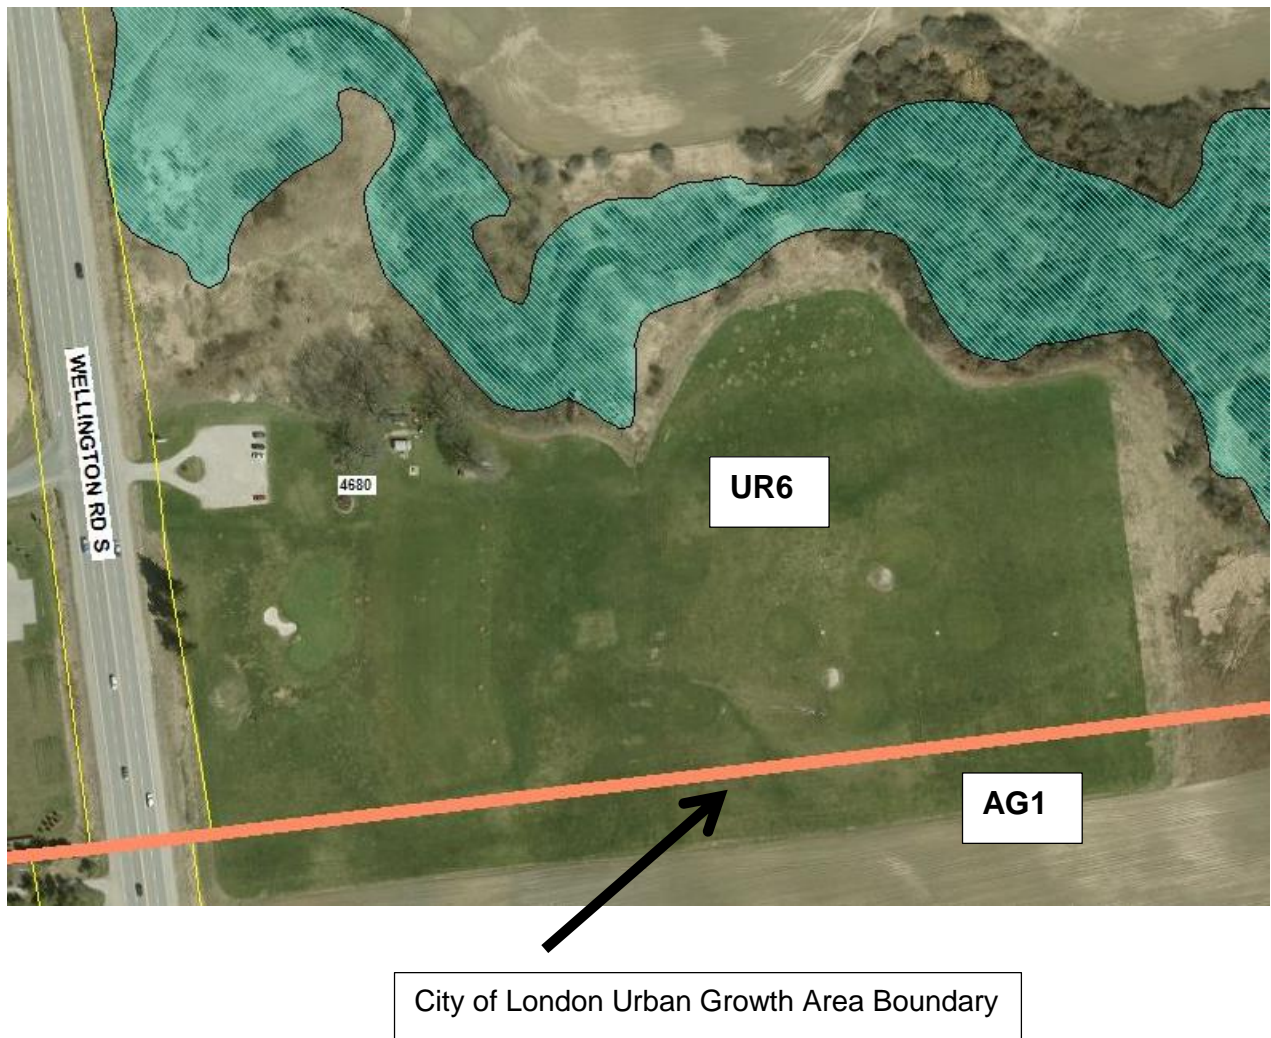 WELLINGTON RD S
4680
UR6
AG1
City of London Urban Growth Area Boundary